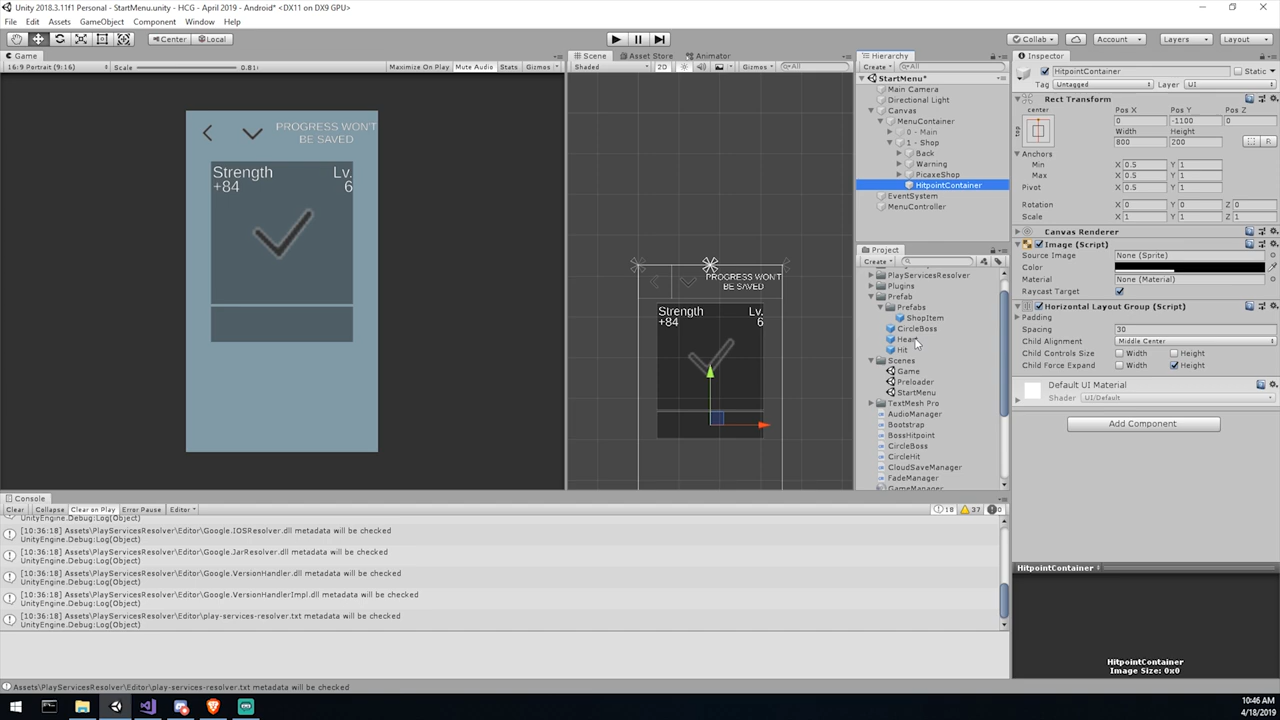 Unity 2018.3.11f1 Personal - StartMenu.unity - HCG - April 2019 - Android* <DX11 on DX9 GPU>
File Edit Assets GameObject Component Window Help
Center Local Collab Account Layers Layout
Game Scene Asset Store Animator Hierarchy Inspector
16:9 Portrait (9:16) Scale 0.81 Maximize On Play Mute Audio Stats Gizmos Shaded 2D Gizmos All Create All
HitpointContainer Static
Tag Untagged Layer UI
StartMenu*
Main Camera
Directional Light
Canvas
MenuContainer
0 - Main
1 - Shop
Back
Warning
PicaxeShop
HitpointContainer
EventSystem
MenuController
PROGRESS WON'T
BE SAVED
Strength Lv.
+84 6
PROGRESS WON'T
BE SAVED
Strength Lv.
+84 6
Project
Create
PlayServicesResolver
Plugins
Prefab
Prefabs
ShopItem
CircleBoss
Hit
Scenes
Game
Preloader
StartMenu
TextMesh Pro
AudioManager
Bootstrap
BossHitpoint
CircleBoss
CircleHit
CloudSaveManager
FadeManager
GameManager
Rect Transform
center Pos X Pos Y Pos Z
top 0 -1100 0
Width Height
800 200 R
Anchors
Min X 0.5 Y 1
Max X 0.5 Y 1
Pivot X 0.5 Y 1
Rotation X 0 Y 0 Z 0
Scale X 1 Y 1 Z 1
Canvas Renderer
Image (Script)
Source Image None (Sprite)
Color
Material None (Material)
Raycast Target
Horizontal Layout Group (Script)
Padding
Spacing 30
Child Alignment Middle Center
Child Controls Size Width Height
Child Force Expand Width Height
Default UI Material
Shader UI/Default
Add Component
HitpointContainer
HitpointContainer
Image Size: 0x0
Console
Clear Collapse Clear on Play Error Pause Editor 18 37 0
UnityEngine.Debug:Log(Object)
[10:36:18] Assets\PlayServicesResolver\Editor\Google.IOSResolver.dll metadata will be checked
UnityEngine.Debug:Log(Object)
[10:36:18] Assets\PlayServicesResolver\Editor\Google.JarResolver.dll metadata will be checked
UnityEngine.Debug:Log(Object)
[10:36:18] Assets\PlayServicesResolver\Editor\Google.VersionHandler.dll metadata will be checked
UnityEngine.Debug:Log(Object)
[10:36:18] Assets\PlayServicesResolver\Editor\Google.VersionHandlerImpl.dll metadata will be checked
UnityEngine.Debug:Log(Object)
[10:36:18] Assets\PlayServicesResolver\Editor\play-services-resolver.txt metadata will be checked
UnityEngine.Debug:Log(Object)
Assets\PlayServicesResolver\Editor\play-services-resolver.txt metadata will be checked
10:46 AM
4/18/2019